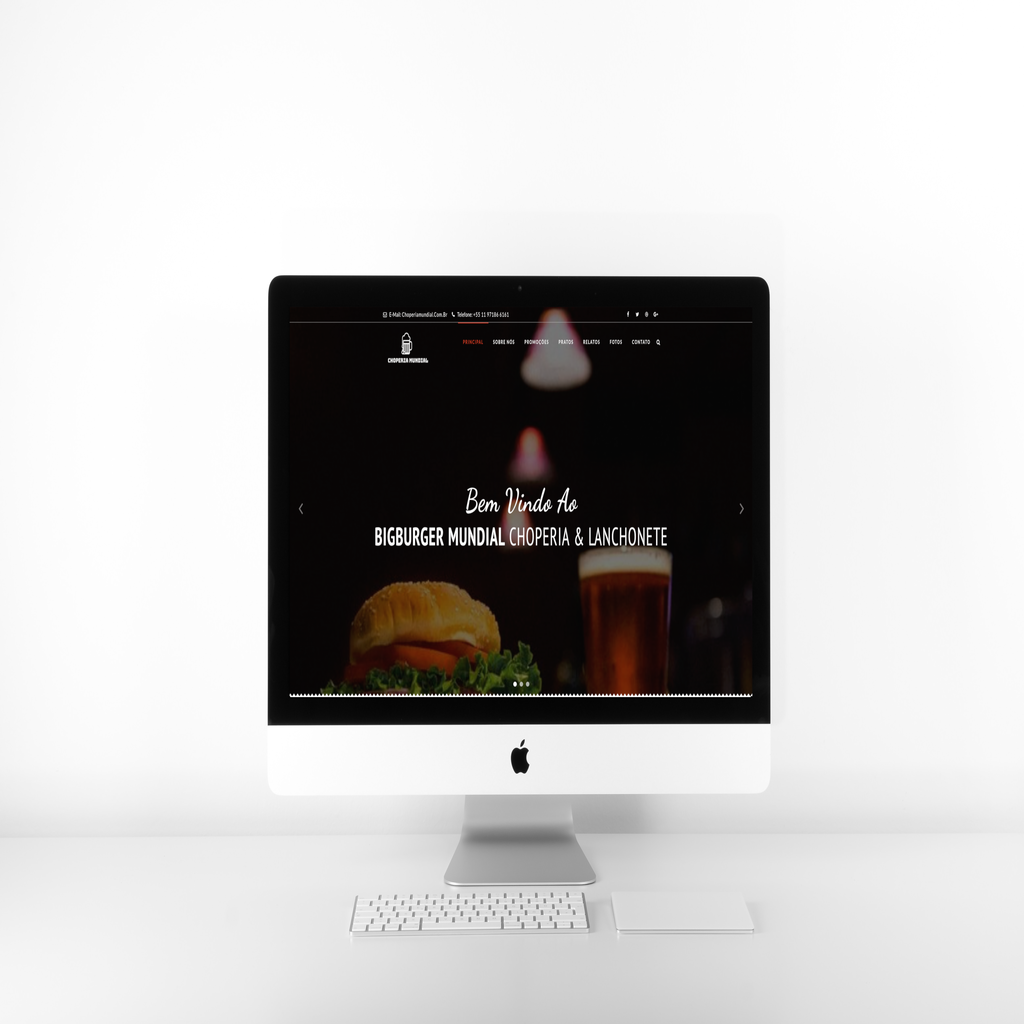 E-Mail: Choperiamundial.Com.Br Telefone: +55 11 97186 6161
CHOPERIA MUNDIAL
PRINCIPAL SOBRE NÓS PROMOÇÕES PRATOS RELATOS FOTOS CONTATO
Bem Vindo Ao
BIGBURGER MUNDIAL CHOPERIA & LANCHONETE